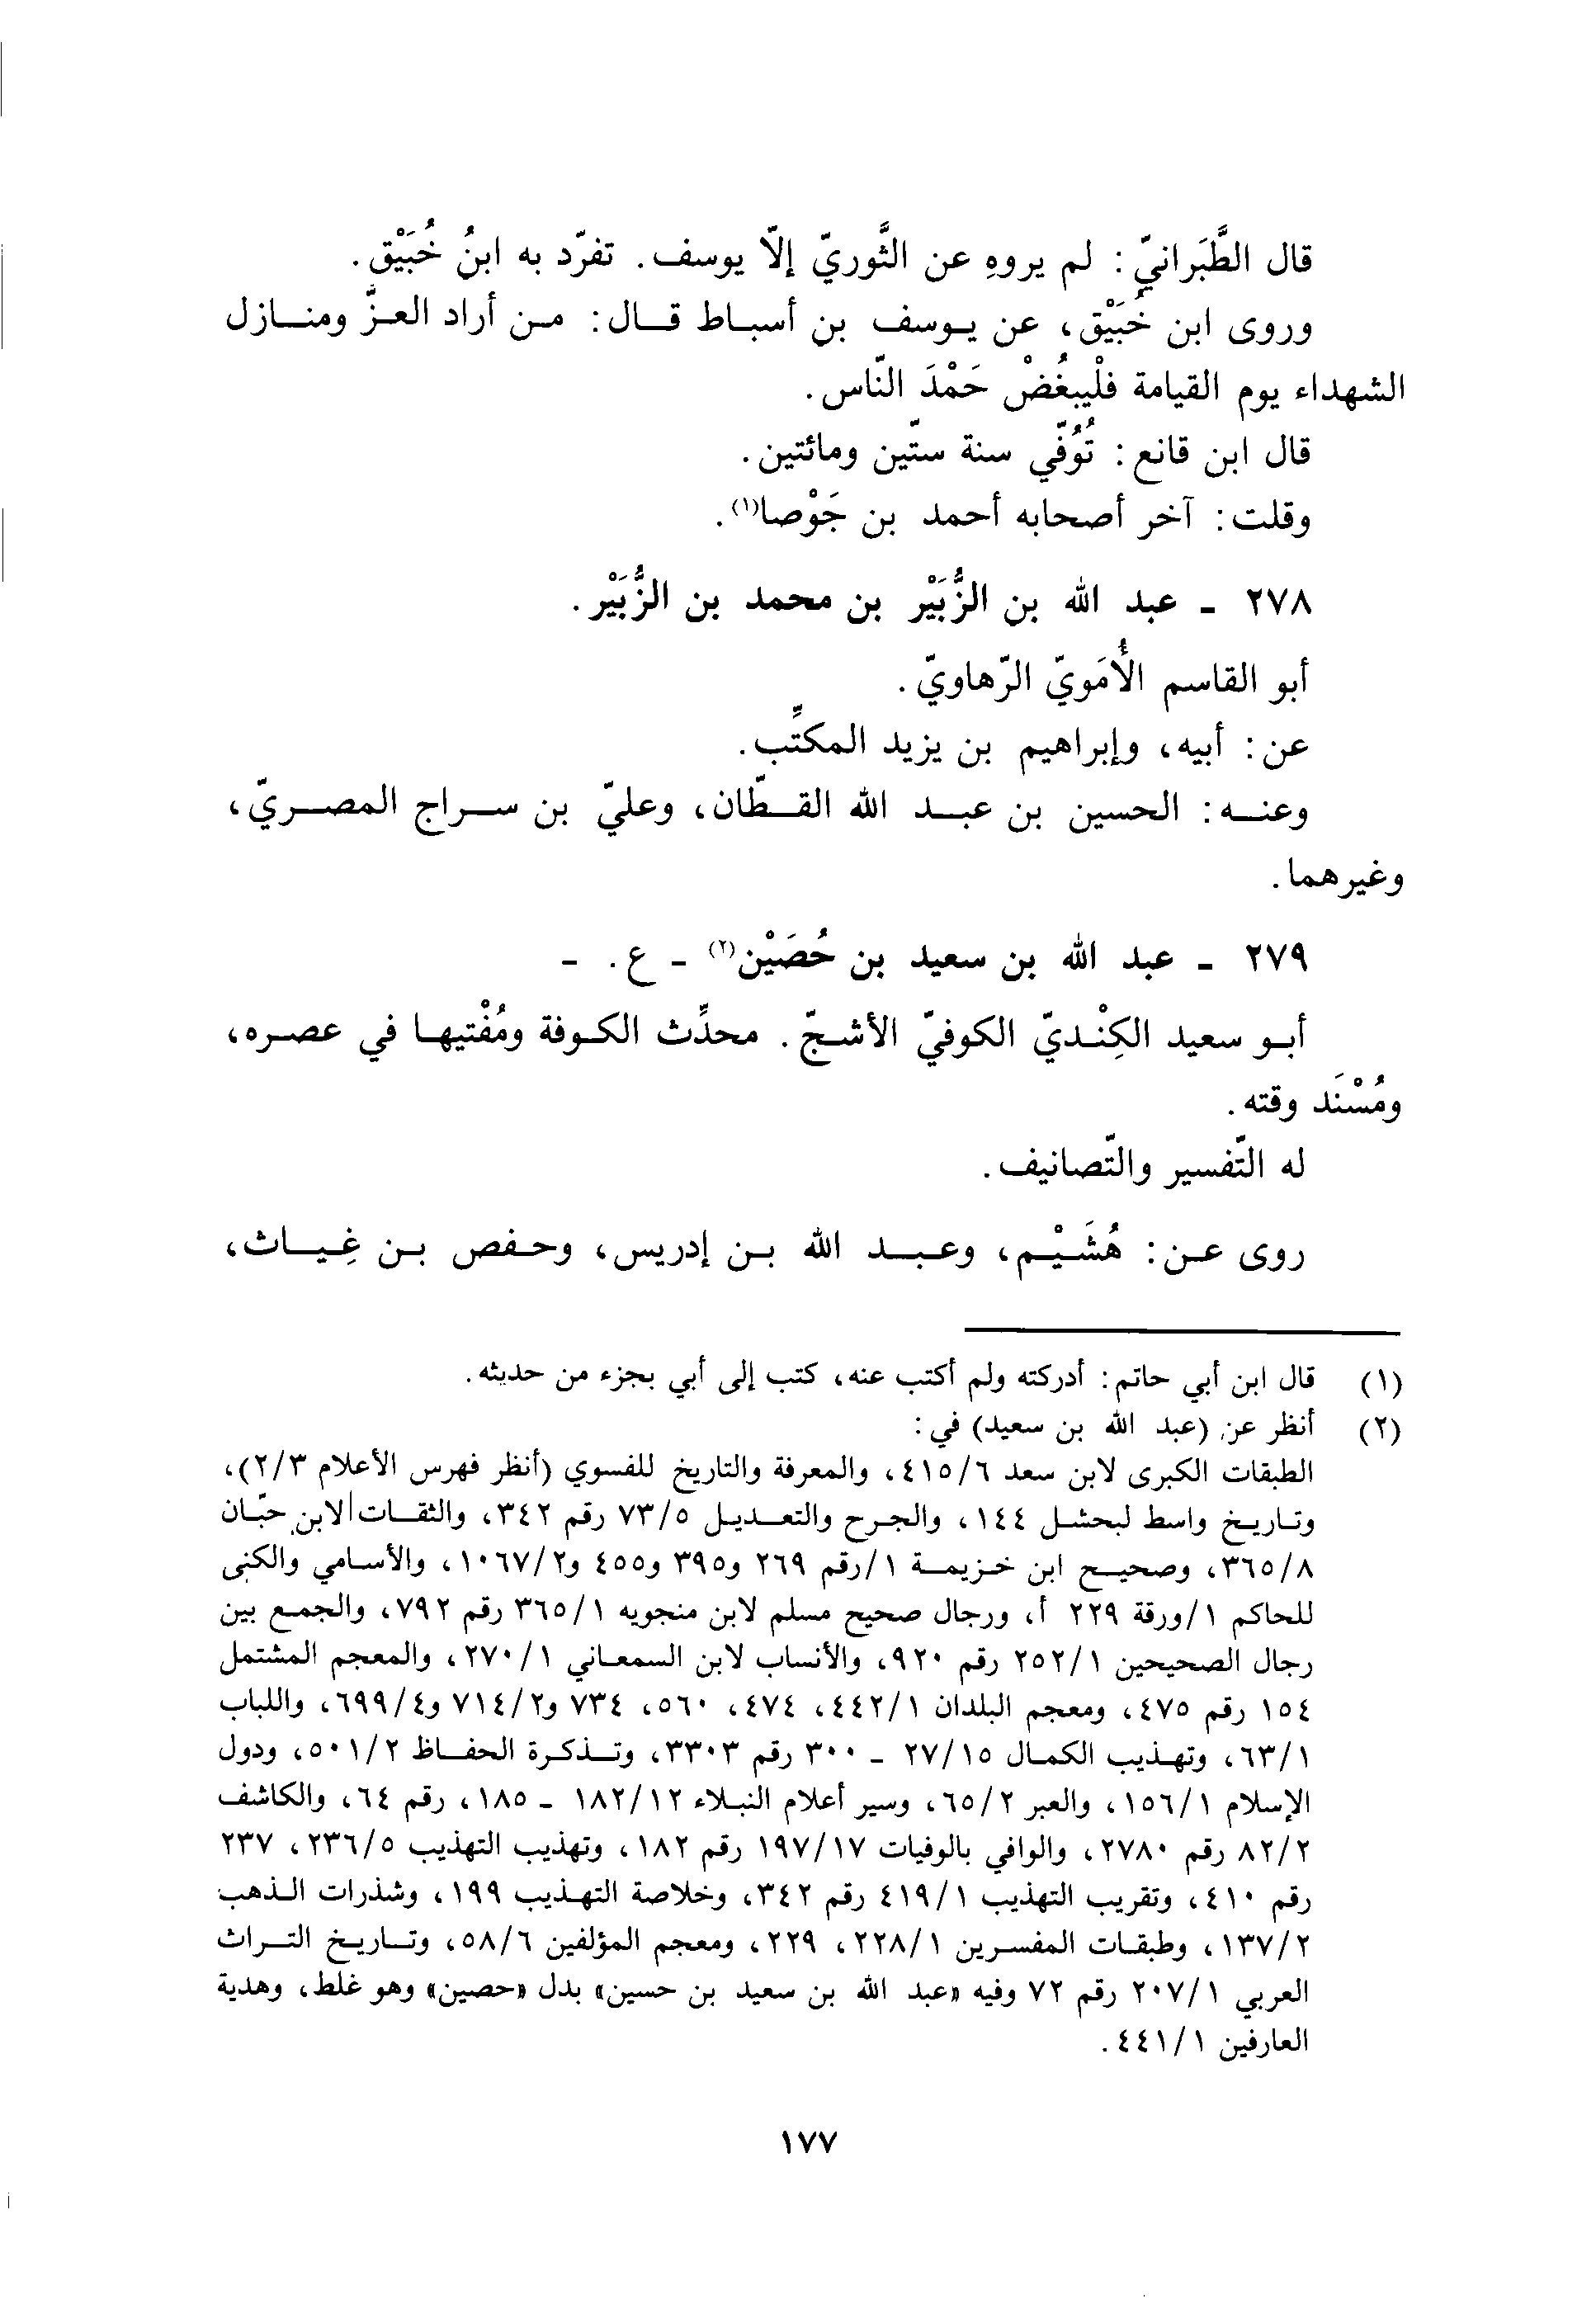 قال الطَّبَرانيّ: لم يروهِ عن الثَّوريّ إلّا يوسف. تفرّد به ابنُ خُبَيْق.
وروى ابن خُبَيْق، عن يوسف بن أسباط قال: من أراد العزَّ ومنازل
الشهداء يوم القيامة فلْيبغُضْ حَمْدَ النّاس.
قال ابن قانع: تُوُفّي سنة ستّين ومائتين.
وقلت: آخر أصحابه أحمد بن جَوْصا(١).
٢٧٨ - عبد الله بن الزُّبَيْر بن محمد بن الزُّبَيْر.
أبو القاسم الأُمَويّ الرّهاويّ.
عن: أبيه، وإبراهيم بن يزيد المكتِّب.
وعنه: الحسين بن عبد الله القطّان، وعليّ بن سراج المصريّ،
وغيرهما.
٢٧٩ - عبد الله بن سعيد بن حُصَيْن(٢) - ع. -
أبو سعيد الكِنْديّ الكوفيّ الأشجّ. محدِّث الكوفة ومُفْتيها في عصره،
ومُسْنَد وقته.
له التّفسير والتّصانيف.
روى عن: هُشَيْم، وعبد الله بن إدريس، وحفص بن غِياث،
(١) قال ابن أبي حاتم: أدركته ولم أكتب عنه، كتب إلى أبي بجزء من حديثه.
(٢) أنظر عن (عبد الله بن سعيد) في:
الطبقات الكبرى لابن سعد ٤١٥/٦، والمعرفة والتاريخ للفسوي (أنظر فهرس الأعلام ٢/٣)،
وتاريخ واسط لبحشل ١٤٤، والجرح والتعديل ٧٣/٥ رقم ٣٤٢، والثقات لابن حبّان
٣٦٥/٨، وصحيح ابن خزيمة ١/رقم ٢٦٩ و٣٩٥ و٤٥٥ و١٠٦٧/٢، والأسامي والكنى
للحاكم ١/ورقة ٢٢٩ أ، ورجال صحيح مسلم لابن منجويه ٣٦٥/١ رقم ٧٩٢، والجمع بين
رجال الصحيحين ٢٥٢/١ رقم ٩٢٠، والأنساب لابن السمعاني ٢٧٠/١، والمعجم المشتمل
١٥٤ رقم ٤٧٥، ومعجم البلدان ٤٤٢/١، ٤٧٤، ٥٦٠، ٧٣٤ و٧١٤/٢ و٦٩٩/٤، واللباب
٦٣/١، وتهذيب الكمال ٢٧/١٥ - ٣٠٠ رقم ٣٣٠٣، وتذكرة الحفاظ ٥٠١/٢، ودول
الإسلام ١٥٦/١، والعبر ٦٥/٢، وسير أعلام النبلاء ١٨٢/١٢ - ١٨٥، رقم ٦٤، والكاشف
٨٢/٢ رقم ٢٧٨٠، والوافي بالوفيات ١٩٧/١٧ رقم ١٨٢، وتهذيب التهذيب ٢٣٦/٥، ٢٣٧
رقم ٤١٠، وتقريب التهذيب ٤١٩/١ رقم ٣٤٢، وخلاصة التهذيب ١٩٩، وشذرات الذهب
١٣٧/٢، وطبقات المفسرين ٢٢٨/١، ٢٢٩، ومعجم المؤلفين ٥٨/٦، وتاريخ التراث
العربي ٢٠٧/١ رقم ٧٢ وفيه «عبد الله بن سعيد بن حسين» بدل «حصين» وهو غلط، وهدية
العارفين ٤٤١/١.
١٧٧